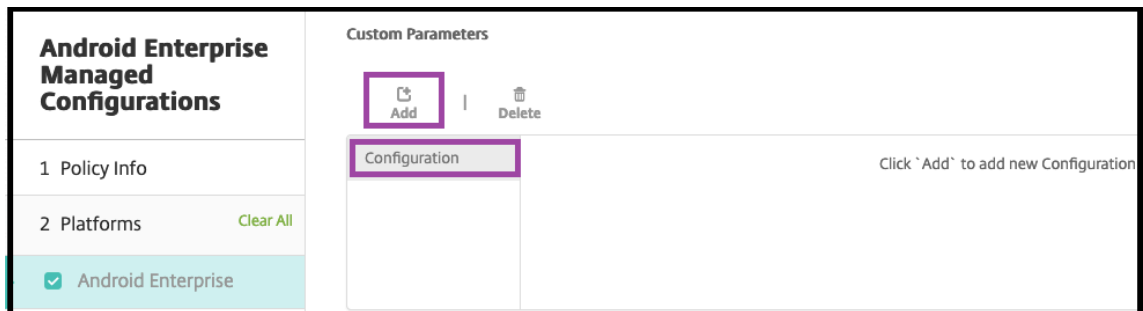 Android Enterprise
Managed
Configurations
1 Policy Info
2 Platforms
Clear All
Android Enterprise
Custom Parameters
Add
|
Delete
Configuration
Click `Add` to add new Configuration